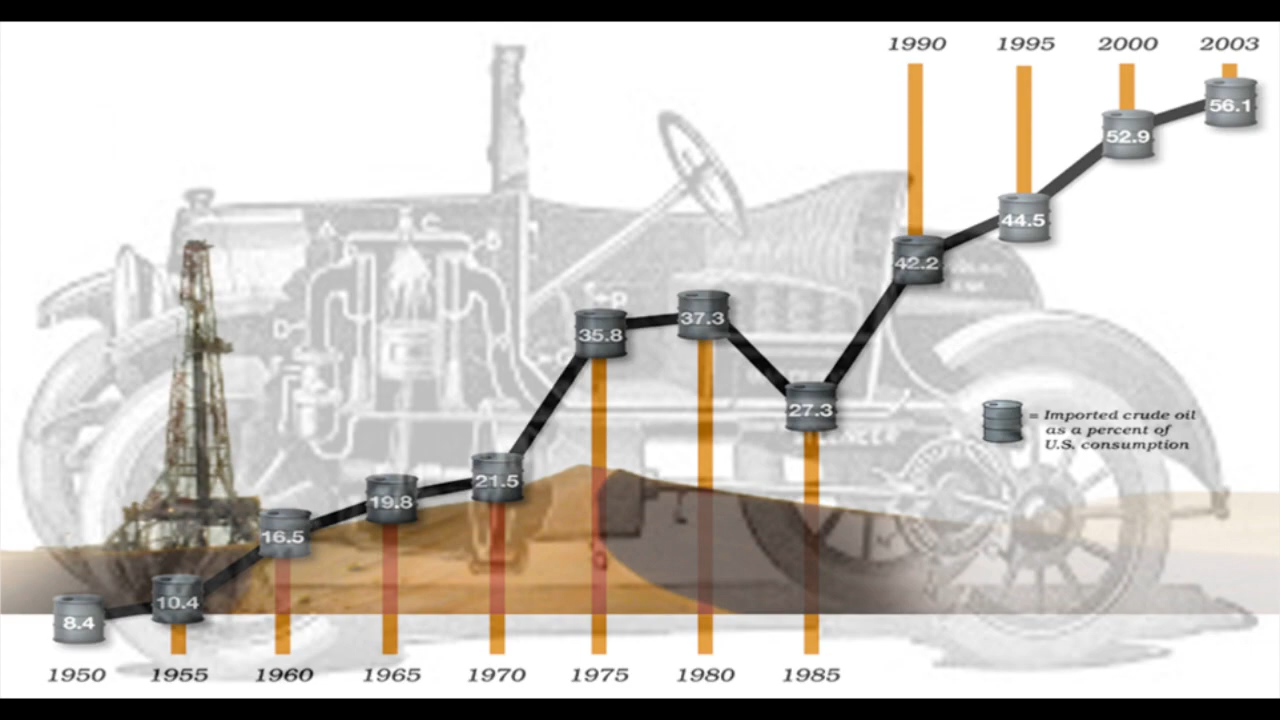 1990 1995 2000 2003
56.1
52.9
44.5
42.2
37.3
35.8
27.3
= Imported crude oil
as a percent of
U.S. consumption
21.5
19.8
16.5
10.4
8.4
1950 1955 1960 1965 1970 1975 1980 1985